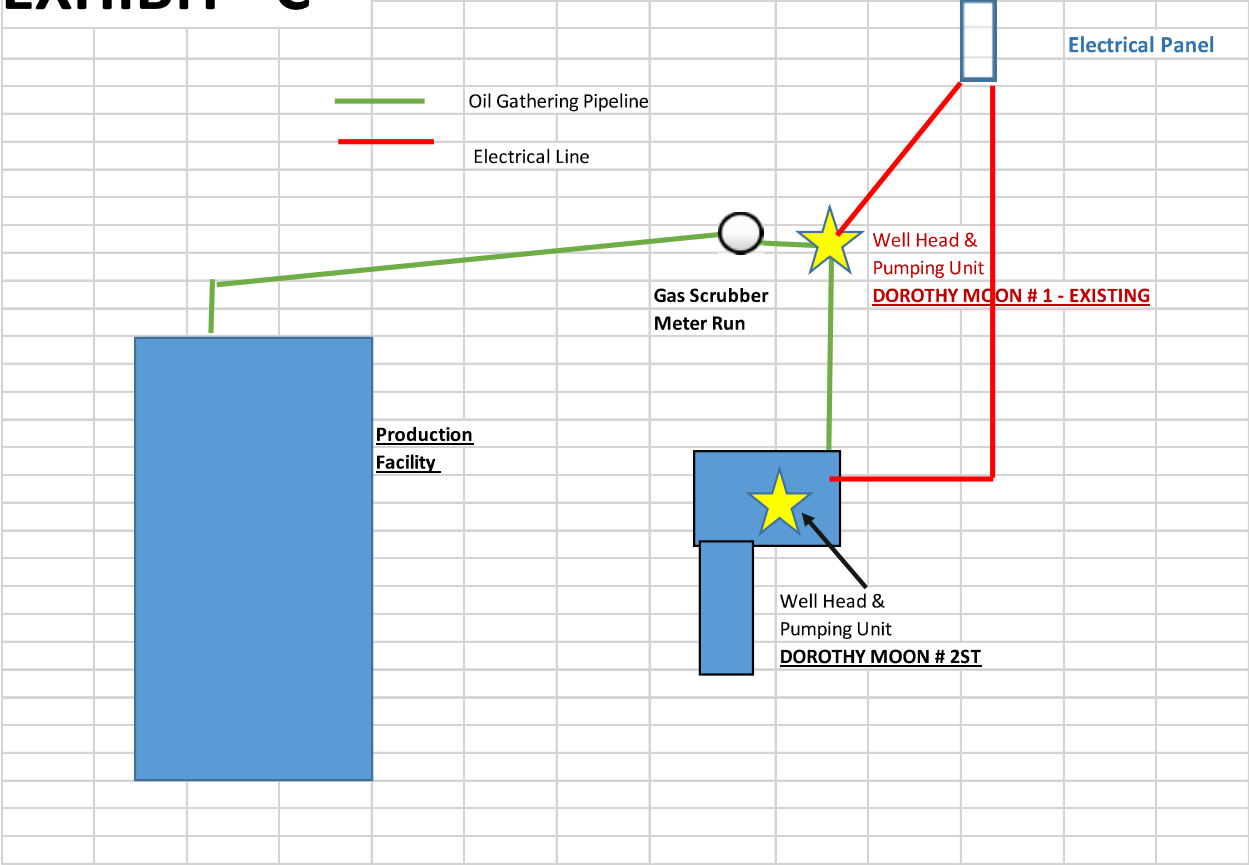 EXHIBIT "C"
Electrical Panel
Oil Gathering Pipeline
Electrical Line
Well Head &
Pumping Unit
DOROTHY MOON # 1 - EXISTING
Gas Scrubber
Meter Run
Production
Facility
Well Head &
Pumping Unit
DOROTHY MOON # 2ST